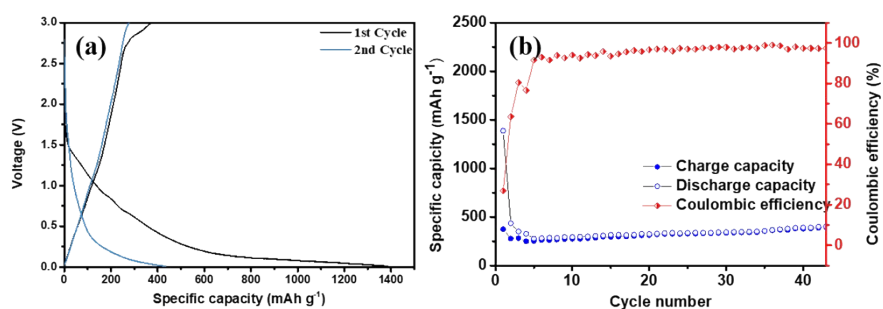 (a)
1st Cycle
2nd Cycle
3.0
2.5
2.0
1.5
1.0
0.5
0.0
Voltage (V)
0 200 400 600 800 1000 1200 1400
Specific capacity (mAh g⁻¹)
(b)
2500
2000
1500
1000
500
0
Specific capicity (mAh g⁻¹)
Charge capacity
Discharge capacity
Coulombic efficiency
100
80
60
40
20
0
Coulombic efficiency (%)
0 10 20 30 40
Cycle number